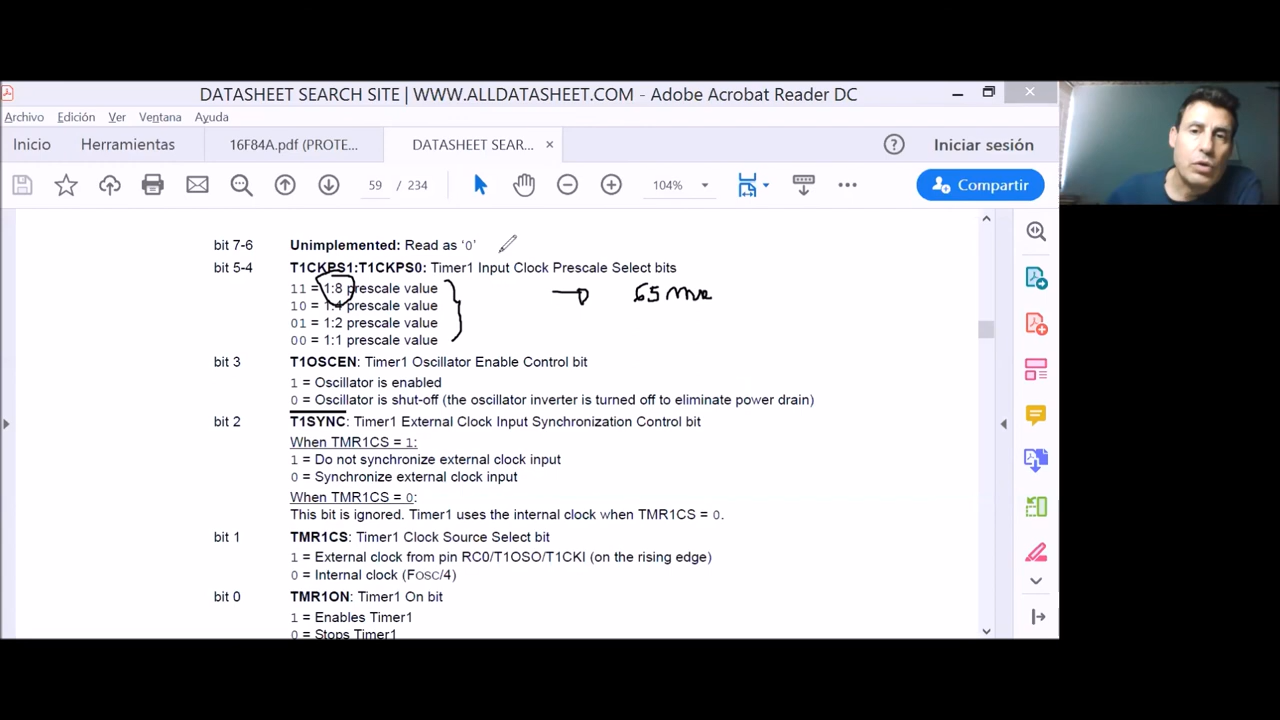 DATASHEET SEARCH SITE | WWW.ALLDATASHEET.COM - Adobe Acrobat Reader DC
Archivo Edición Ver Ventana Ayuda
Inicio Herramientas 16F84A.pdf (PROTE... DATASHEET SEAR... Iniciar sesión
59 / 234 104% Compartir
bit 7-6 Unimplemented: Read as ‘0’
bit 5-4 T1CKPS1:T1CKPS0: Timer1 Input Clock Prescale Select bits
11 = 1:8 prescale value 65 ms
10 = 1:4 prescale value
01 = 1:2 prescale value
00 = 1:1 prescale value
bit 3 T1OSCEN: Timer1 Oscillator Enable Control bit
1 = Oscillator is enabled
0 = Oscillator is shut-off (the oscillator inverter is turned off to eliminate power drain)
bit 2 T1SYNC: Timer1 External Clock Input Synchronization Control bit
When TMR1CS = 1:
1 = Do not synchronize external clock input
0 = Synchronize external clock input
When TMR1CS = 0:
This bit is ignored. Timer1 uses the internal clock when TMR1CS = 0.
bit 1 TMR1CS: Timer1 Clock Source Select bit
1 = External clock from pin RC0/T1OSO/T1CKI (on the rising edge)
0 = Internal clock (FOSC/4)
bit 0 TMR1ON: Timer1 On bit
1 = Enables Timer1
0 = Stops Timer1